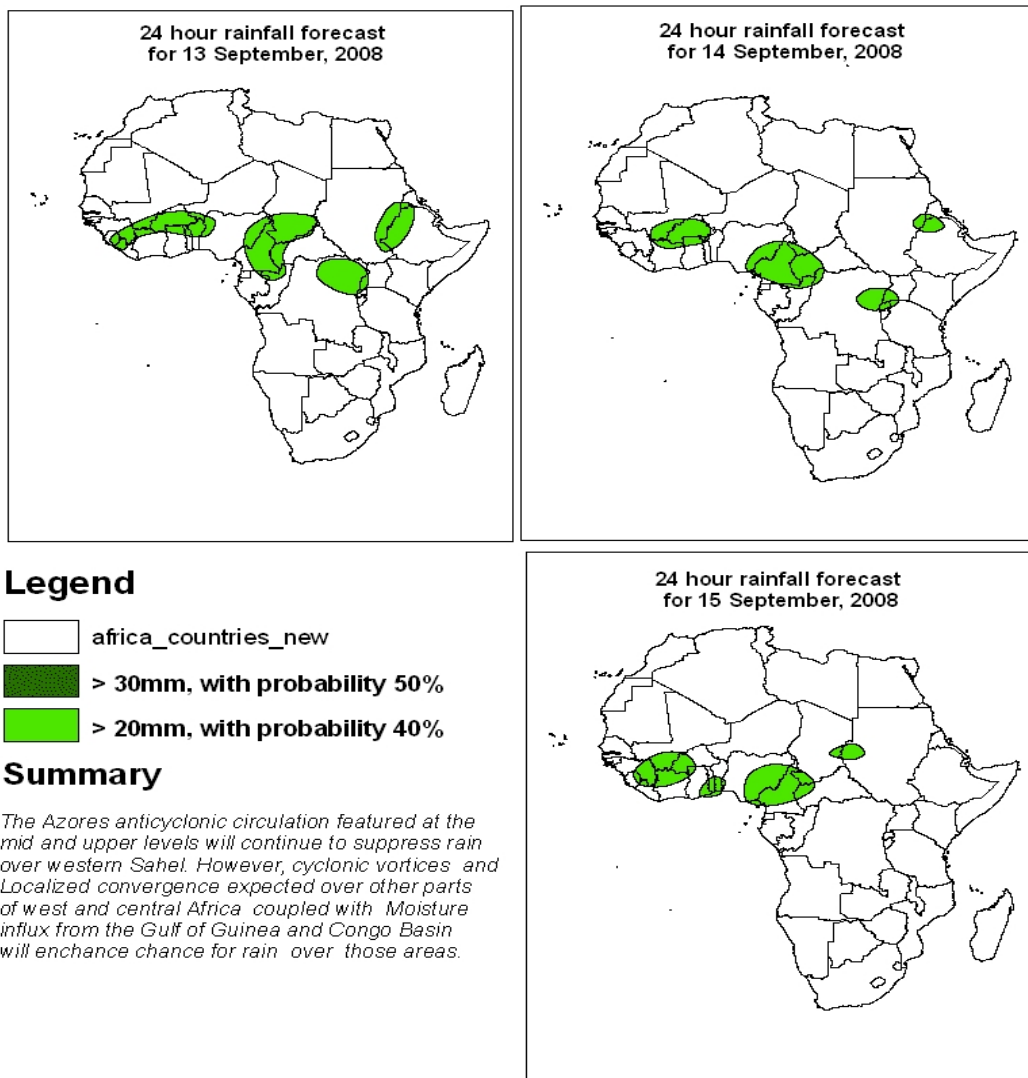 24 hour rainfall forecast
for 13 September, 2008
24 hour rainfall forecast
for 14 September, 2008
Legend
africa_countries_new
> 30mm, with probability 50%
> 20mm, with probability 40%
Summary
The Azores anticyclonic circulation featured at the
mid and upper levels will continue to suppress rain
over western Sahel. However, cyclonic vortices and
Localized convergence expected over other parts
of west and central Africa coupled with Moisture
influx from the Gulf of Guinea and Congo Basin
will enchance chance for rain over those areas.
24 hour rainfall forecast
for 15 September, 2008